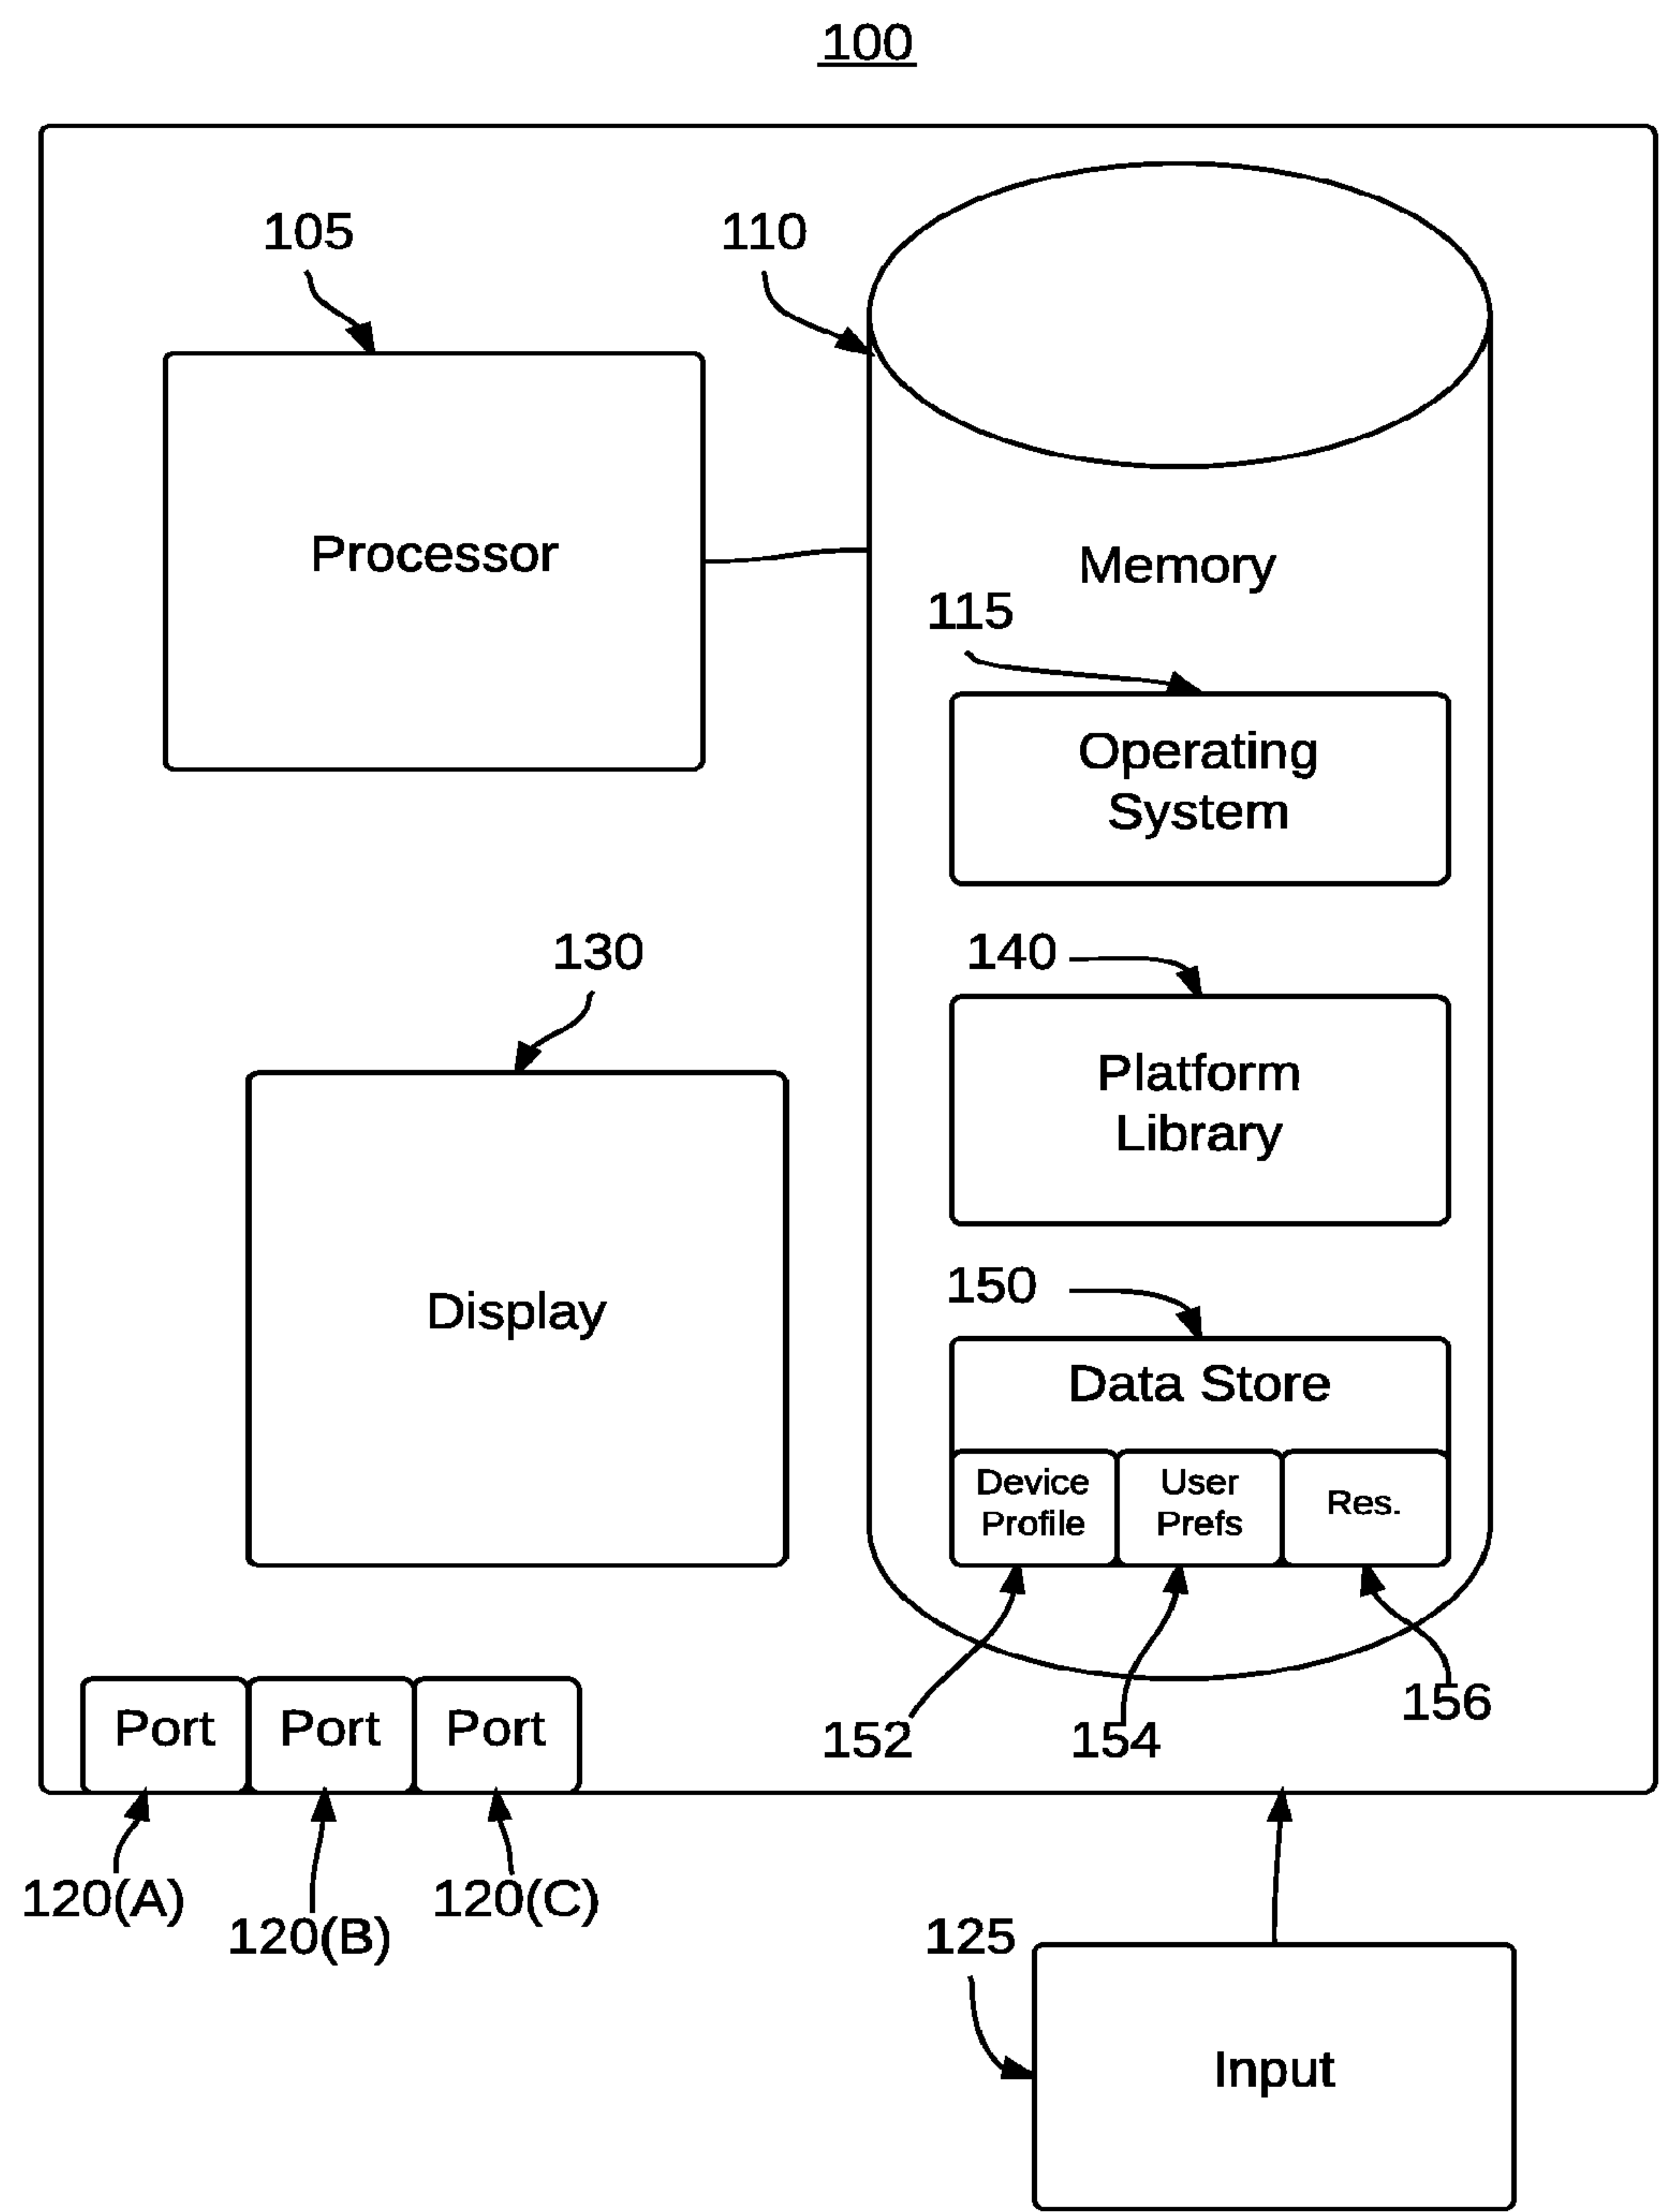 100
105
110
Processor
Memory
115
Operating
System
130
140
Platform
Library
150
Display
Data Store
Device
Profile
User
Prefs
Res.
Port
Port
Port
152
154
156
120(A)
120(B)
120(C)
125
Input